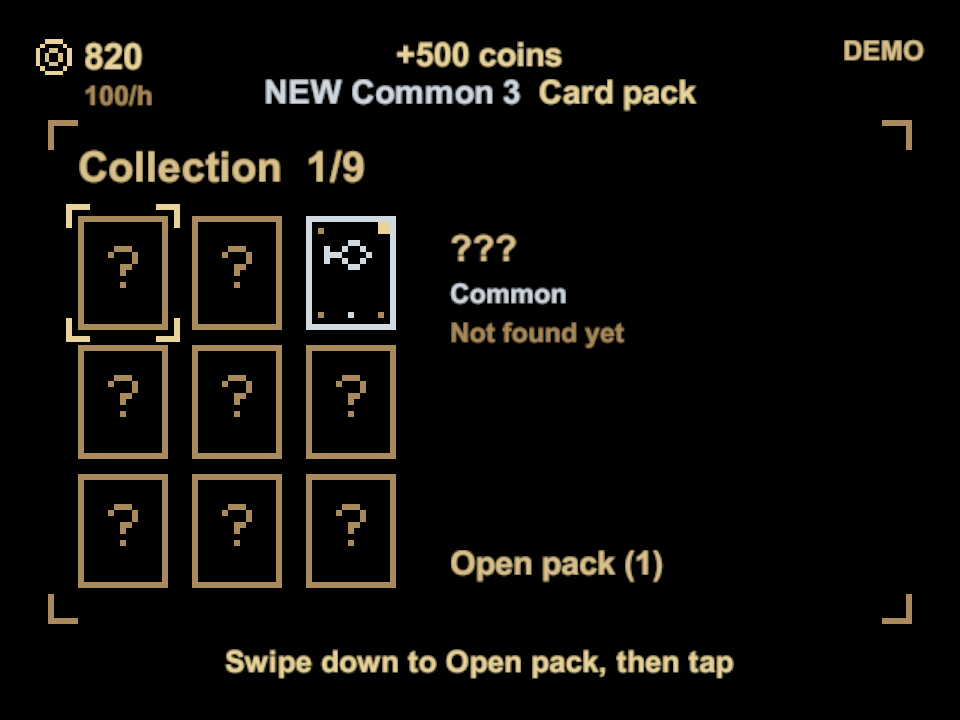 820
+500 coins
DEMO
100/h
NEW Common 3 Card pack
Collection 1/9
? ?
???
Common
Not found yet
? ? ?
? ? ?
Open pack (1)
Swipe down to Open pack, then tap